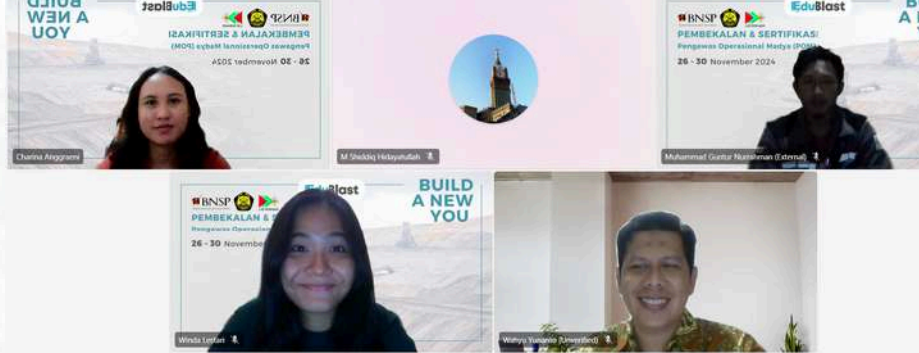 BUILD
A NEW
YOU
EduBlast
BNSP
PEMBEKALAN & SERTIFIKASI
Pengawas Operasional Madya (POM)
26 - 30 November 2024
Charina Anggraeni
M Shiddiq Hidayatullah
BNSP
EduBlast
PEMBEKALAN & SERTIFIKASI
Pengawas Operasional Madya (POM)
26 - 30 November 2024
A
Muhammad Guntur Nurrahman (External)
BNSP
EduBlast
BUILD
A NEW
YOU
PEMBEKALAN & S
Pengawas Operasional
26 - 30 November
Winda Lestari
Wahyu Yunanto (Unverified)